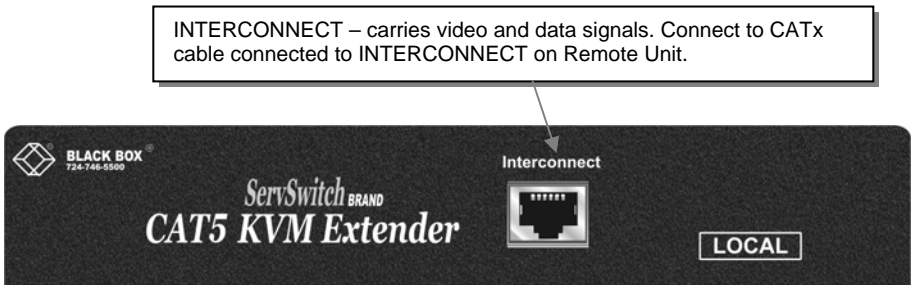 INTERCONNECT – carries video and data signals. Connect to CATx
cable connected to INTERCONNECT on Remote Unit.
BLACK BOX ®
724-746-5500
Interconnect
ServSwitch BRAND
CAT5 KVM Extender
LOCAL